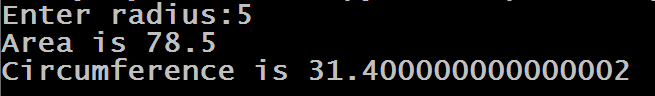 Enter radius:5
Area is 78.5
Circumference is 31.400000000000002